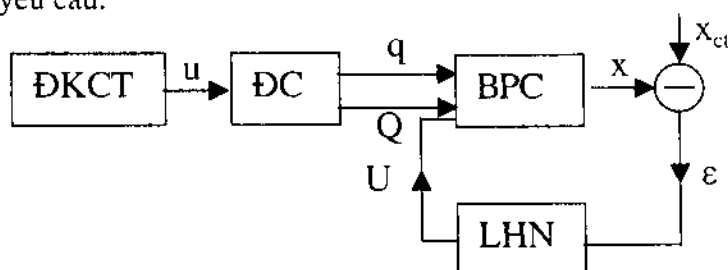 yêu cầu.
q
x_ct
ĐKCT u ĐC BPC x −
Q
U ε
LHN